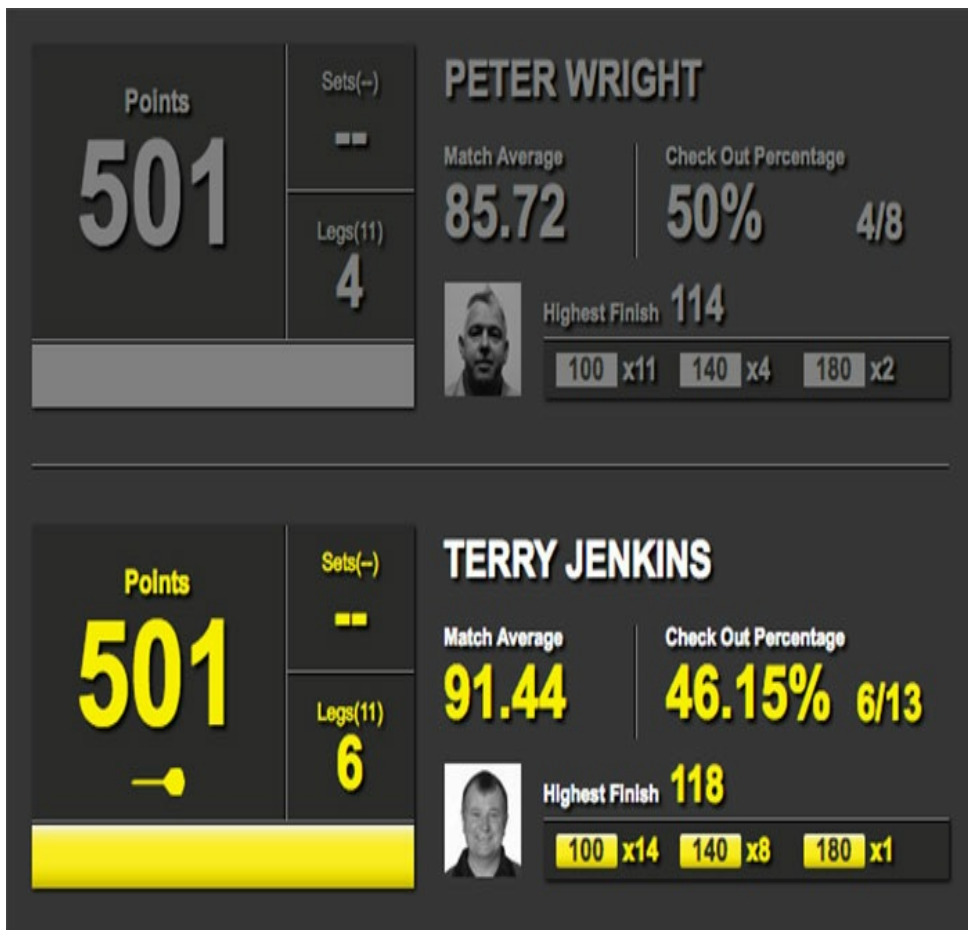 Points
501
Sets(--)
--
Legs(11)
4
PETER WRIGHT
Match Average
85.72
Check Out Percentage
50% 4/8
Highest Finish 114
100 x11 140 x4 180 x2
Points
501
Sets(--)
--
Legs(11)
6
TERRY JENKINS
Match Average
91.44
Check Out Percentage
46.15% 6/13
Highest Finish 118
100 x14 140 x8 180 x1